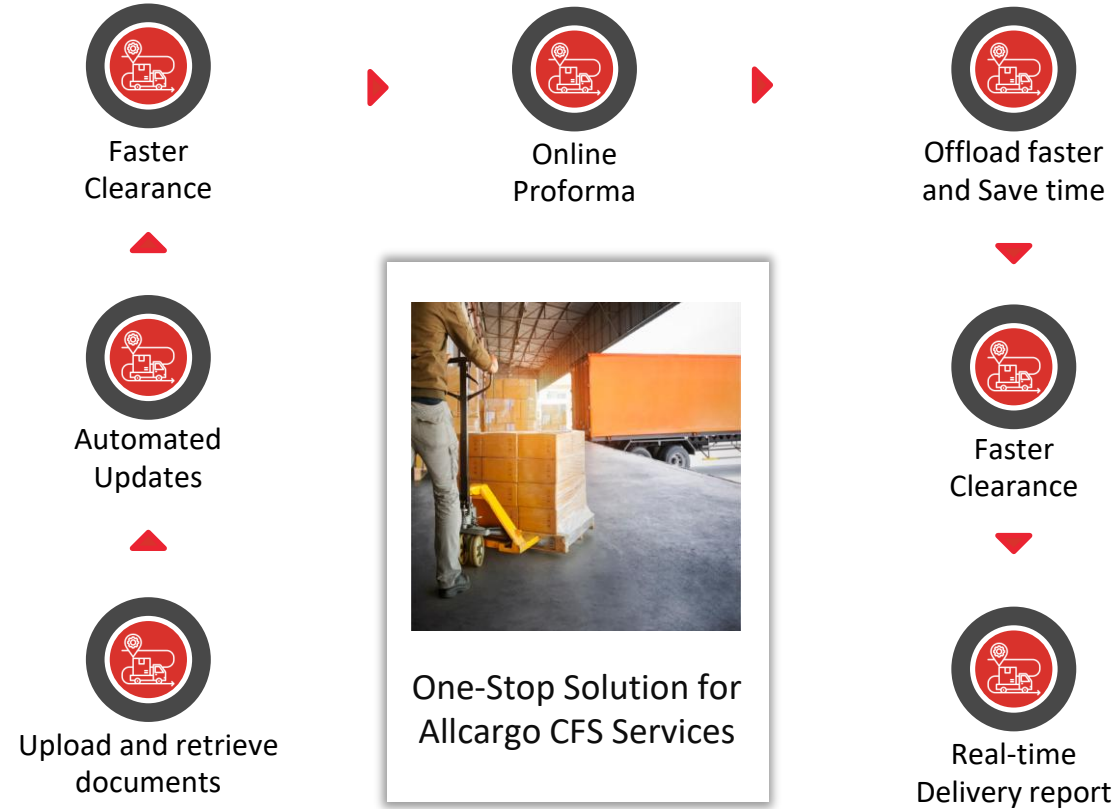 Faster
Clearance
Online
Proforma
Offload faster
and Save time
Automated
Updates
Faster
Clearance
Upload and retrieve
documents
One-Stop Solution for
Allcargo CFS Services
Real-time
Delivery report